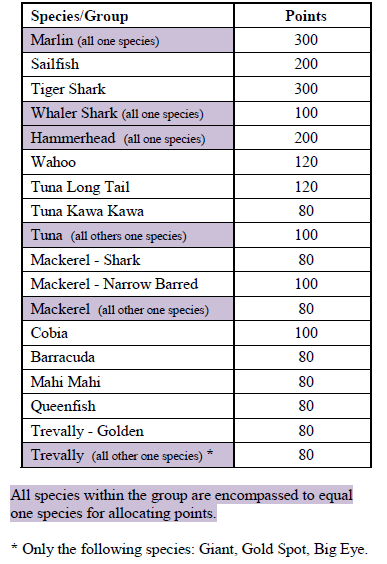 Species/Group Points
Marlin (all one species) 300
Sailfish 200
Tiger Shark 300
Whaler Shark (all one species) 100
Hammerhead (all one species) 200
Wahoo 120
Tuna Long Tail 120
Tuna Kawa Kawa 80
Tuna (all others one species) 100
Mackerel - Shark 80
Mackerel - Narrow Barred 100
Mackerel (all other one species) 80
Cobia 100
Barracuda 80
Mahi Mahi 80
Queenfish 80
Trevally - Golden 80
Trevally (all other one species) * 80
All species within the group are encompassed to equal
one species for allocating points.
* Only the following species: Giant, Gold Spot, Big Eye.